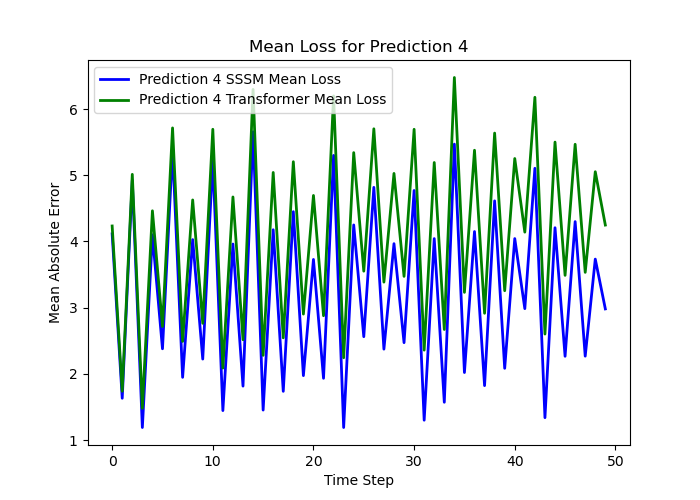 Mean Loss for Prediction 4
Prediction 4 SSSM Mean Loss
Prediction 4 Transformer Mean Loss
Mean Absolute Error
6
5
4
3
2
1
0
10
20
30
40
50
Time Step